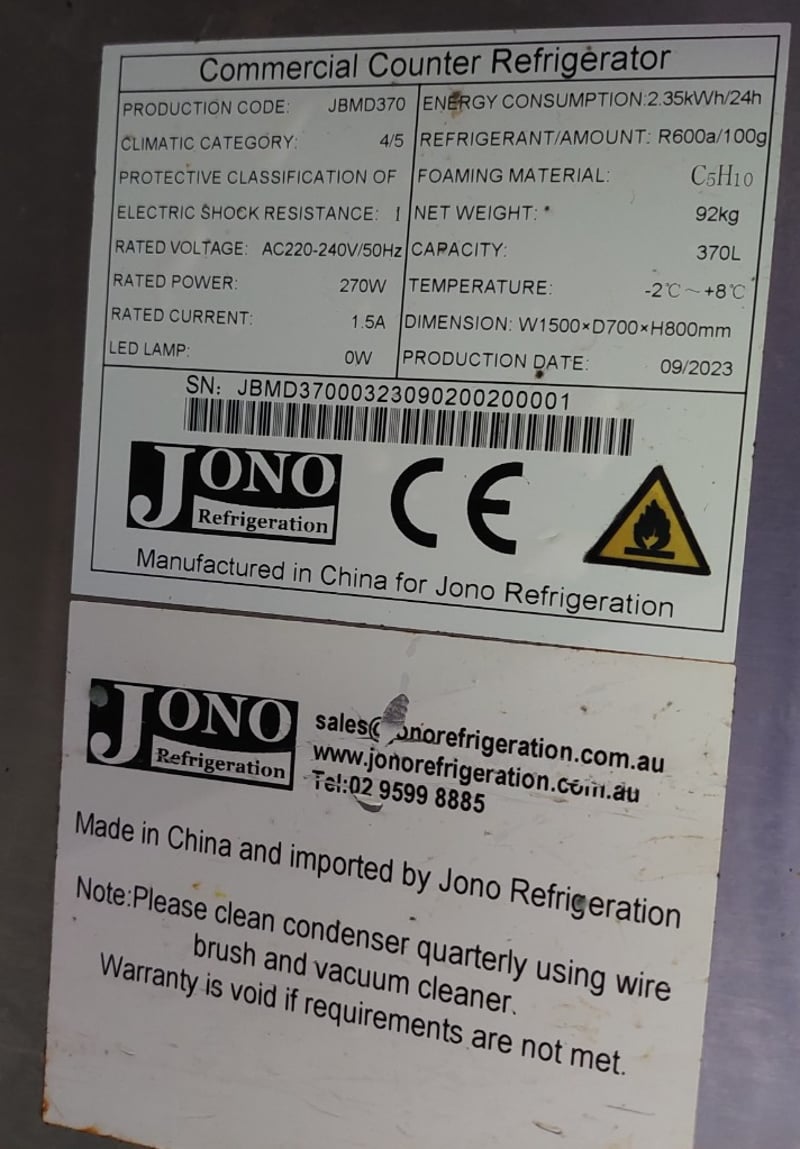 Commercial Counter Refrigerator
PRODUCTION CODE: JBMD370
CLIMATIC CATEGORY: 4/5
PROTECTIVE CLASSIFICATION OF
ELECTRIC SHOCK RESISTANCE: I
RATED VOLTAGE: AC220-240V/50Hz
RATED POWER: 270W
RATED CURRENT: 1.5A
LED LAMP: 0W
ENERGY CONSUMPTION:2.35kWh/24h
REFRIGERANT/AMOUNT: R600a/100g
FOAMING MATERIAL: C5H10
NET WEIGHT: 92kg
CAPACITY: 370L
TEMPERATURE: -2℃~+8℃
DIMENSION: W1500×D700×H800mm
PRODUCTION DATE: 09/2023
SN: JBMD37000323090200200001
JONO
Refrigeration
CE
Manufactured in China for Jono Refrigeration
JONO
Refrigeration
sales@jonorefrigeration.com.au
www.jonorefrigeration.com.au
Tel:02 9599 8885
Made in China and imported by Jono Refrigeration
Note:Please clean condenser quarterly using wire
brush and vacuum cleaner.
Warranty is void if requirements are not met.